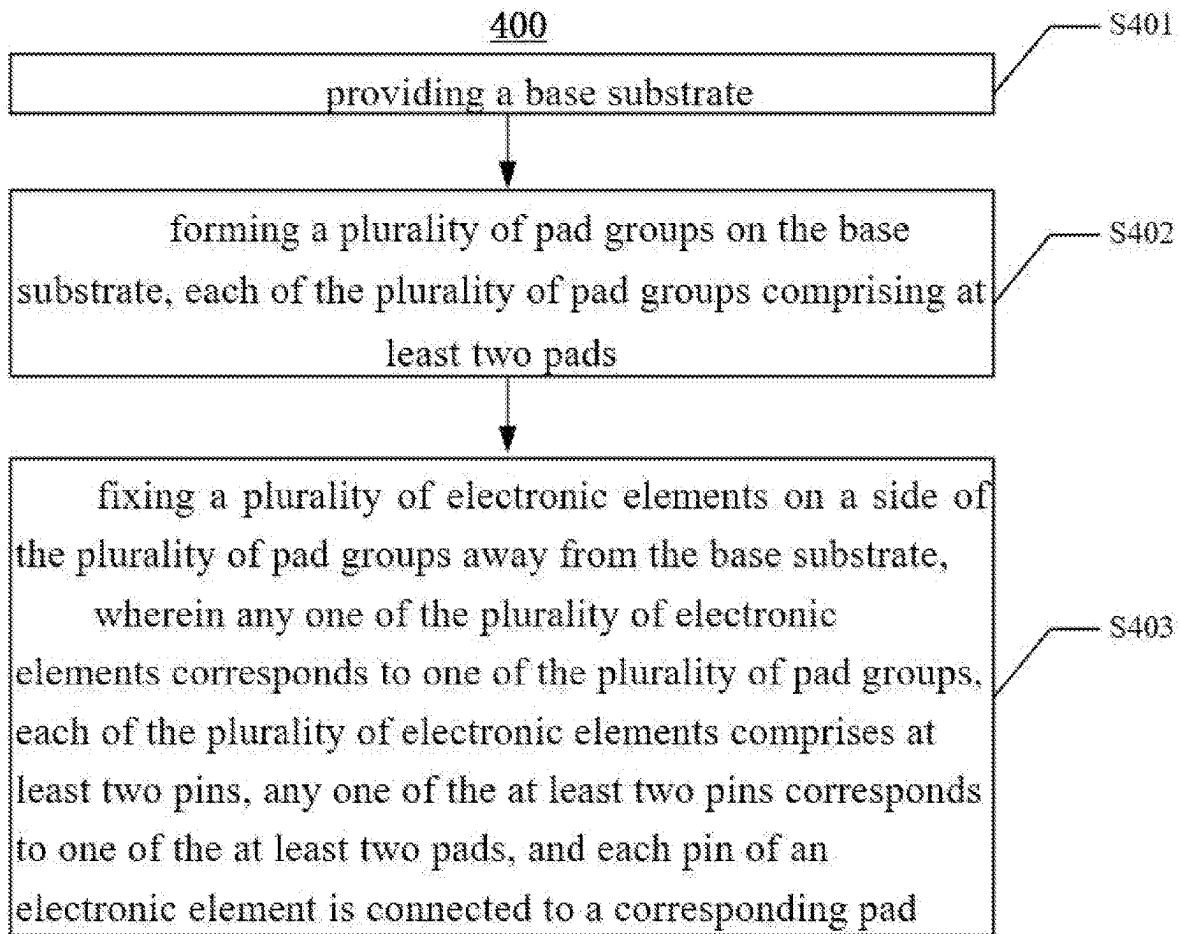 400
S401
providing a base substrate
forming a plurality of pad groups on the base
S402
substrate, each of the plurality of pad groups comprising at
least two pads
fixing a plurality of electronic elements on a side of
the plurality of pad groups away from the base substrate,
wherein any one of the plurality of electronic
S403
elements corresponds to one of the plurality of pad groups,
each of the plurality of electronic elements comprises at
least two pins, any one of the at least two pins corresponds
to one of the at least two pads, and each pin of an
electronic element is connected to a corresponding pad